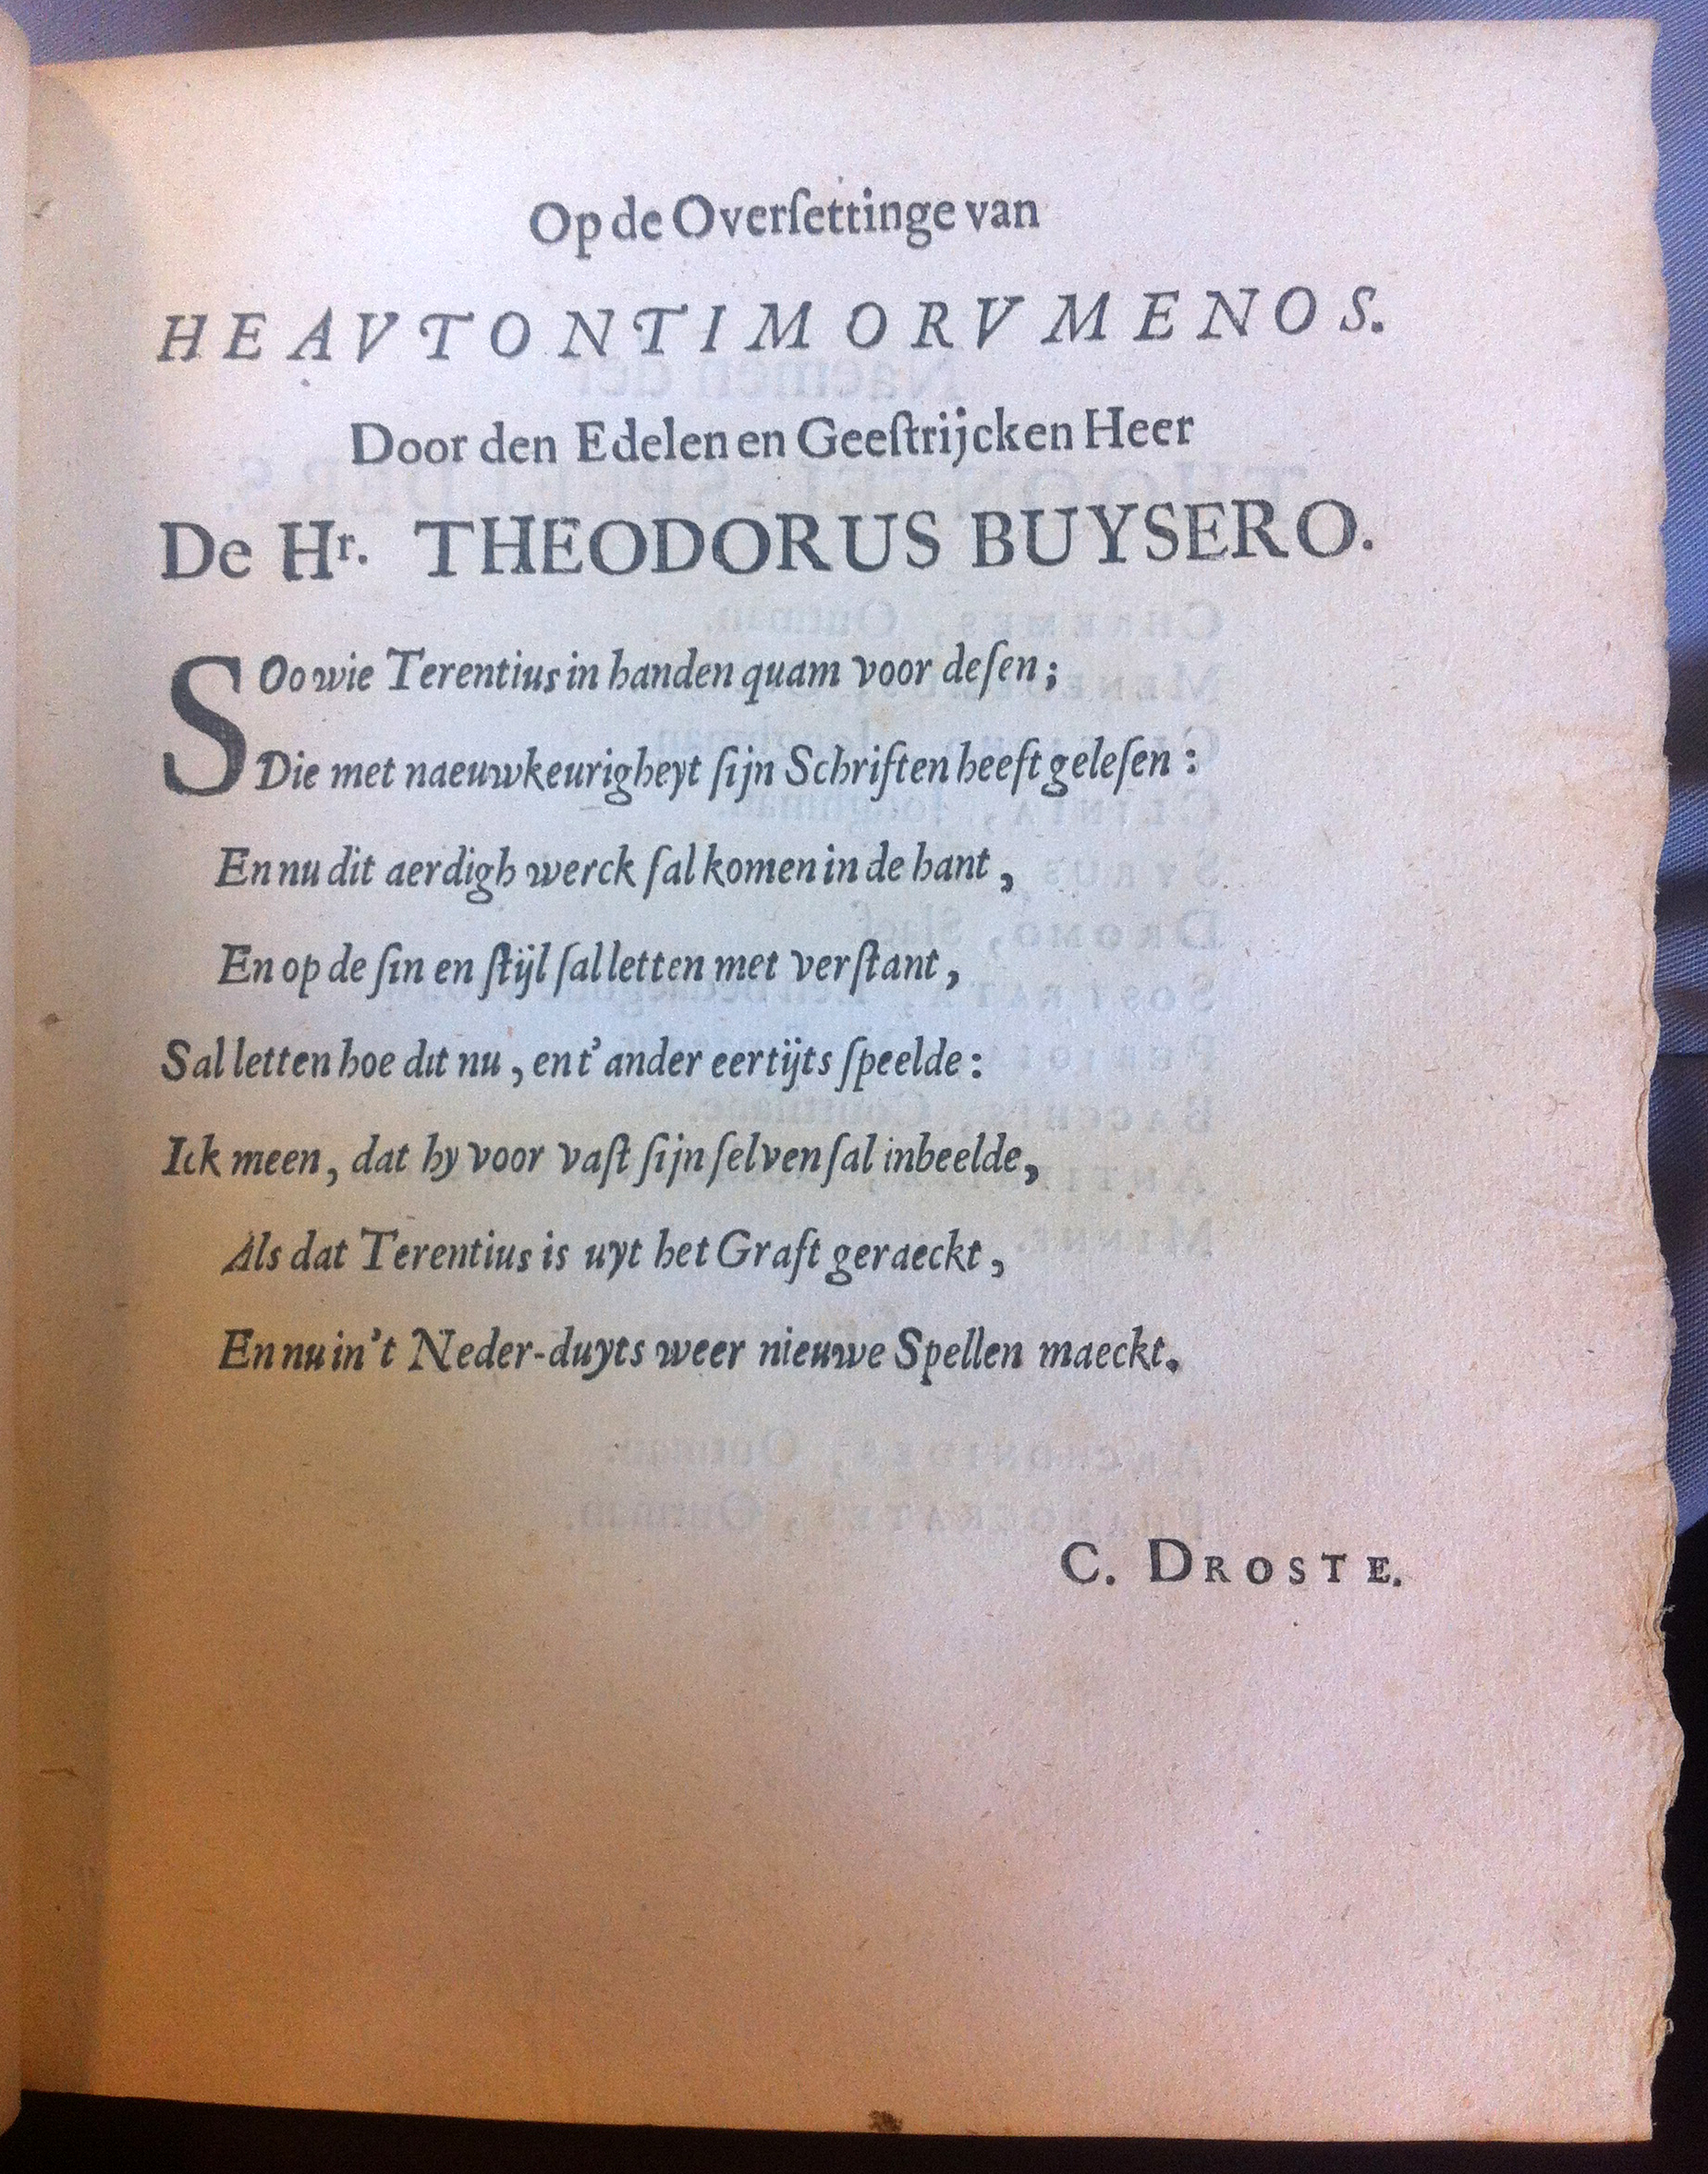 Op de Overſettinge van
HEAVTONTIMORVMENOS.
Door den Edelen en Geeſtrijcken Heer
De Hr. THEODORUS BUYSERO.
SOo wie Terentius in handen quam voor deſen;
Die met naeuwkeurigheyt ſijn Schriften heeft geleſen:
En nu dit aerdigh werck ſal komen in de hant,
En op de ſin en ſtijl ſal letten met verſtant,
Sal letten hoe dit nu, en t' ander eertijts ſpeelde:
Ick meen, dat hy voor vaſt ſijn ſelven ſal inbeelde,
Als dat Terentius is uyt het Graft geraeckt,
En nu in't Neder-duyts weer nieuwe Spellen maeckt.
C. DROSTE.